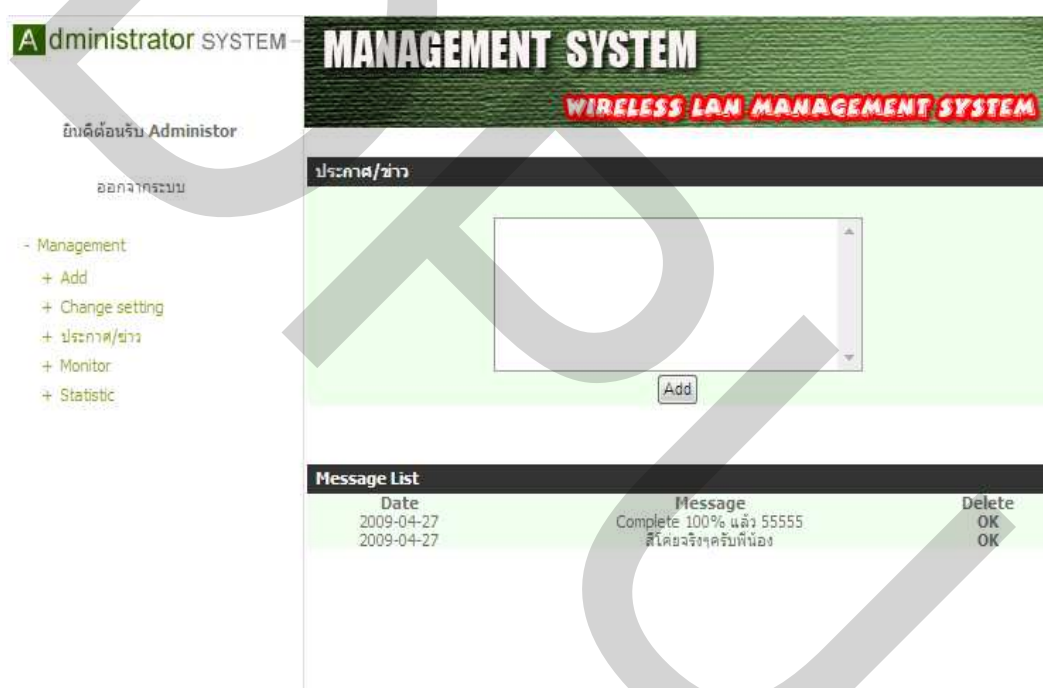 Administrator SYSTEM
MANAGEMENT SYSTEM
WIRELESS LAN MANAGEMENT SYSTEM
ยินดีต้อนรับ Administor
ออกจากระบบ
- Management
+ Add
+ Change setting
+ ประกาศ/ข่าว
+ Monitor
+ Statistic
ประกาศ/ข่าว
Add
Message List
Date Message Delete
2009-04-27 Complete 100% แล้ว 55555 OK
2009-04-27 สีโค่ยจริงๆครับพี่น้อง OK